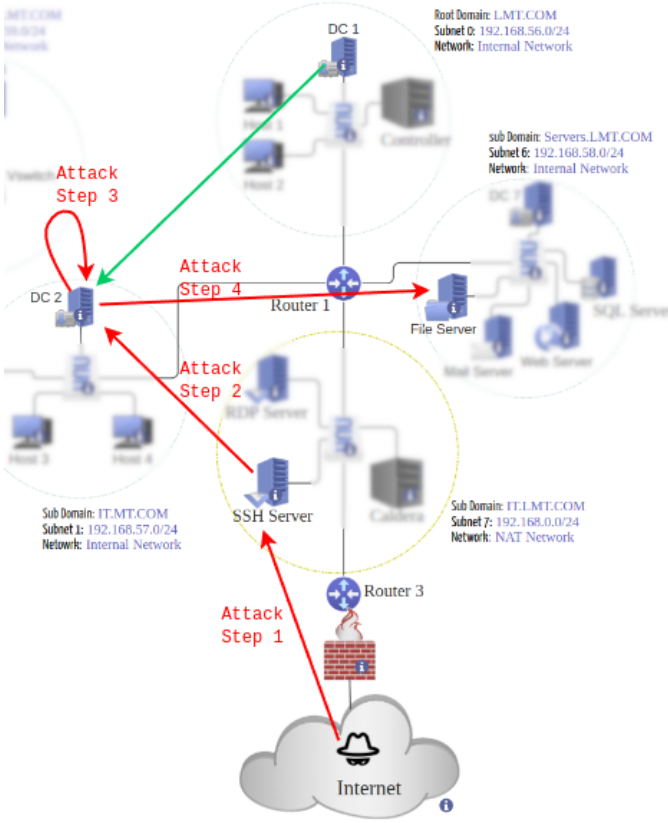 LMT.COM
Root Domain: LMT.COM
Subnet 0: 192.168.56.0/24
Network: Internal Network
DC 1
Host 1
Host 2
Controller
sub Domain: Servers.LMT.COM
Subnet 6: 192.168.58.0/24
Network: Internal Network
Vswitch
Attack
Step 3
DC 7
DC 2
Attack
Step 4
Router 1
File Server
SQL Server
Mail Server
Web Server
Attack
Step 2
RDP Server
Host 3
Host 4
SSH Server
Caldera
Sub Domain: IT.MT.COM
Subnet 1: 192.168.57.0/24
Netowrk: Internal Network
Sub Domain: IT.LMT.COM
Subnet 7: 192.168.0.0/24
Network: NAT Network
Router 3
Attack
Step 1
Internet